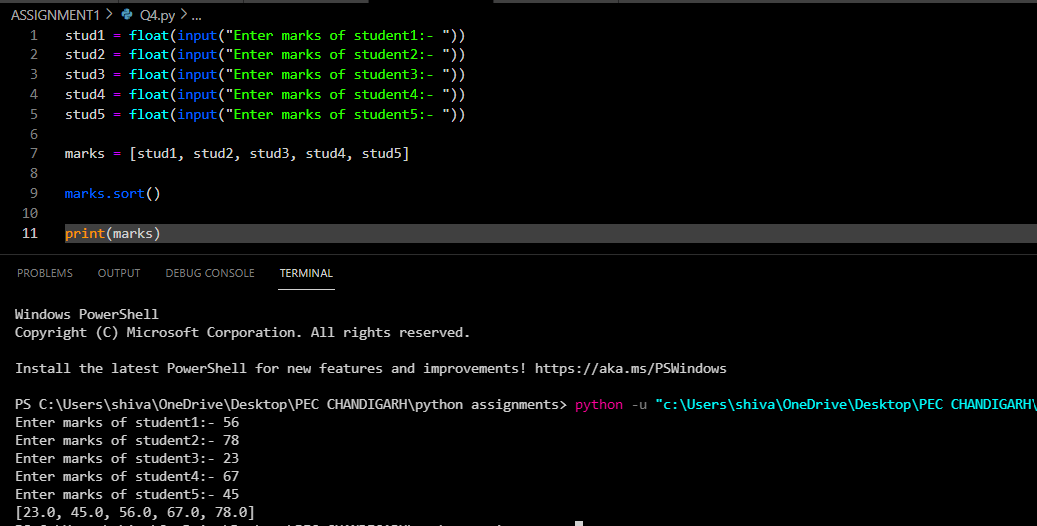 ASSIGNMENT1 > Q4.py > ...
1 stud1 = float(input("Enter marks of student1:- "))
2 stud2 = float(input("Enter marks of student2:- "))
3 stud3 = float(input("Enter marks of student3:- "))
4 stud4 = float(input("Enter marks of student4:- "))
5 stud5 = float(input("Enter marks of student5:- "))
6
7 marks = [stud1, stud2, stud3, stud4, stud5]
8
9 marks.sort()
10
11 print(marks)
PROBLEMS OUTPUT DEBUG CONSOLE TERMINAL
Windows PowerShell
Copyright (C) Microsoft Corporation. All rights reserved.
Install the latest PowerShell for new features and improvements! https://aka.ms/PSWindows
PS C:\Users\shiva\OneDrive\Desktop\PEC CHANDIGARH\python assignments> python -u "c:\Users\shiva\OneDrive\Desktop\PEC CHANDIGARH\
Enter marks of student1:- 56
Enter marks of student2:- 78
Enter marks of student3:- 23
Enter marks of student4:- 67
Enter marks of student5:- 45
[23.0, 45.0, 56.0, 67.0, 78.0]